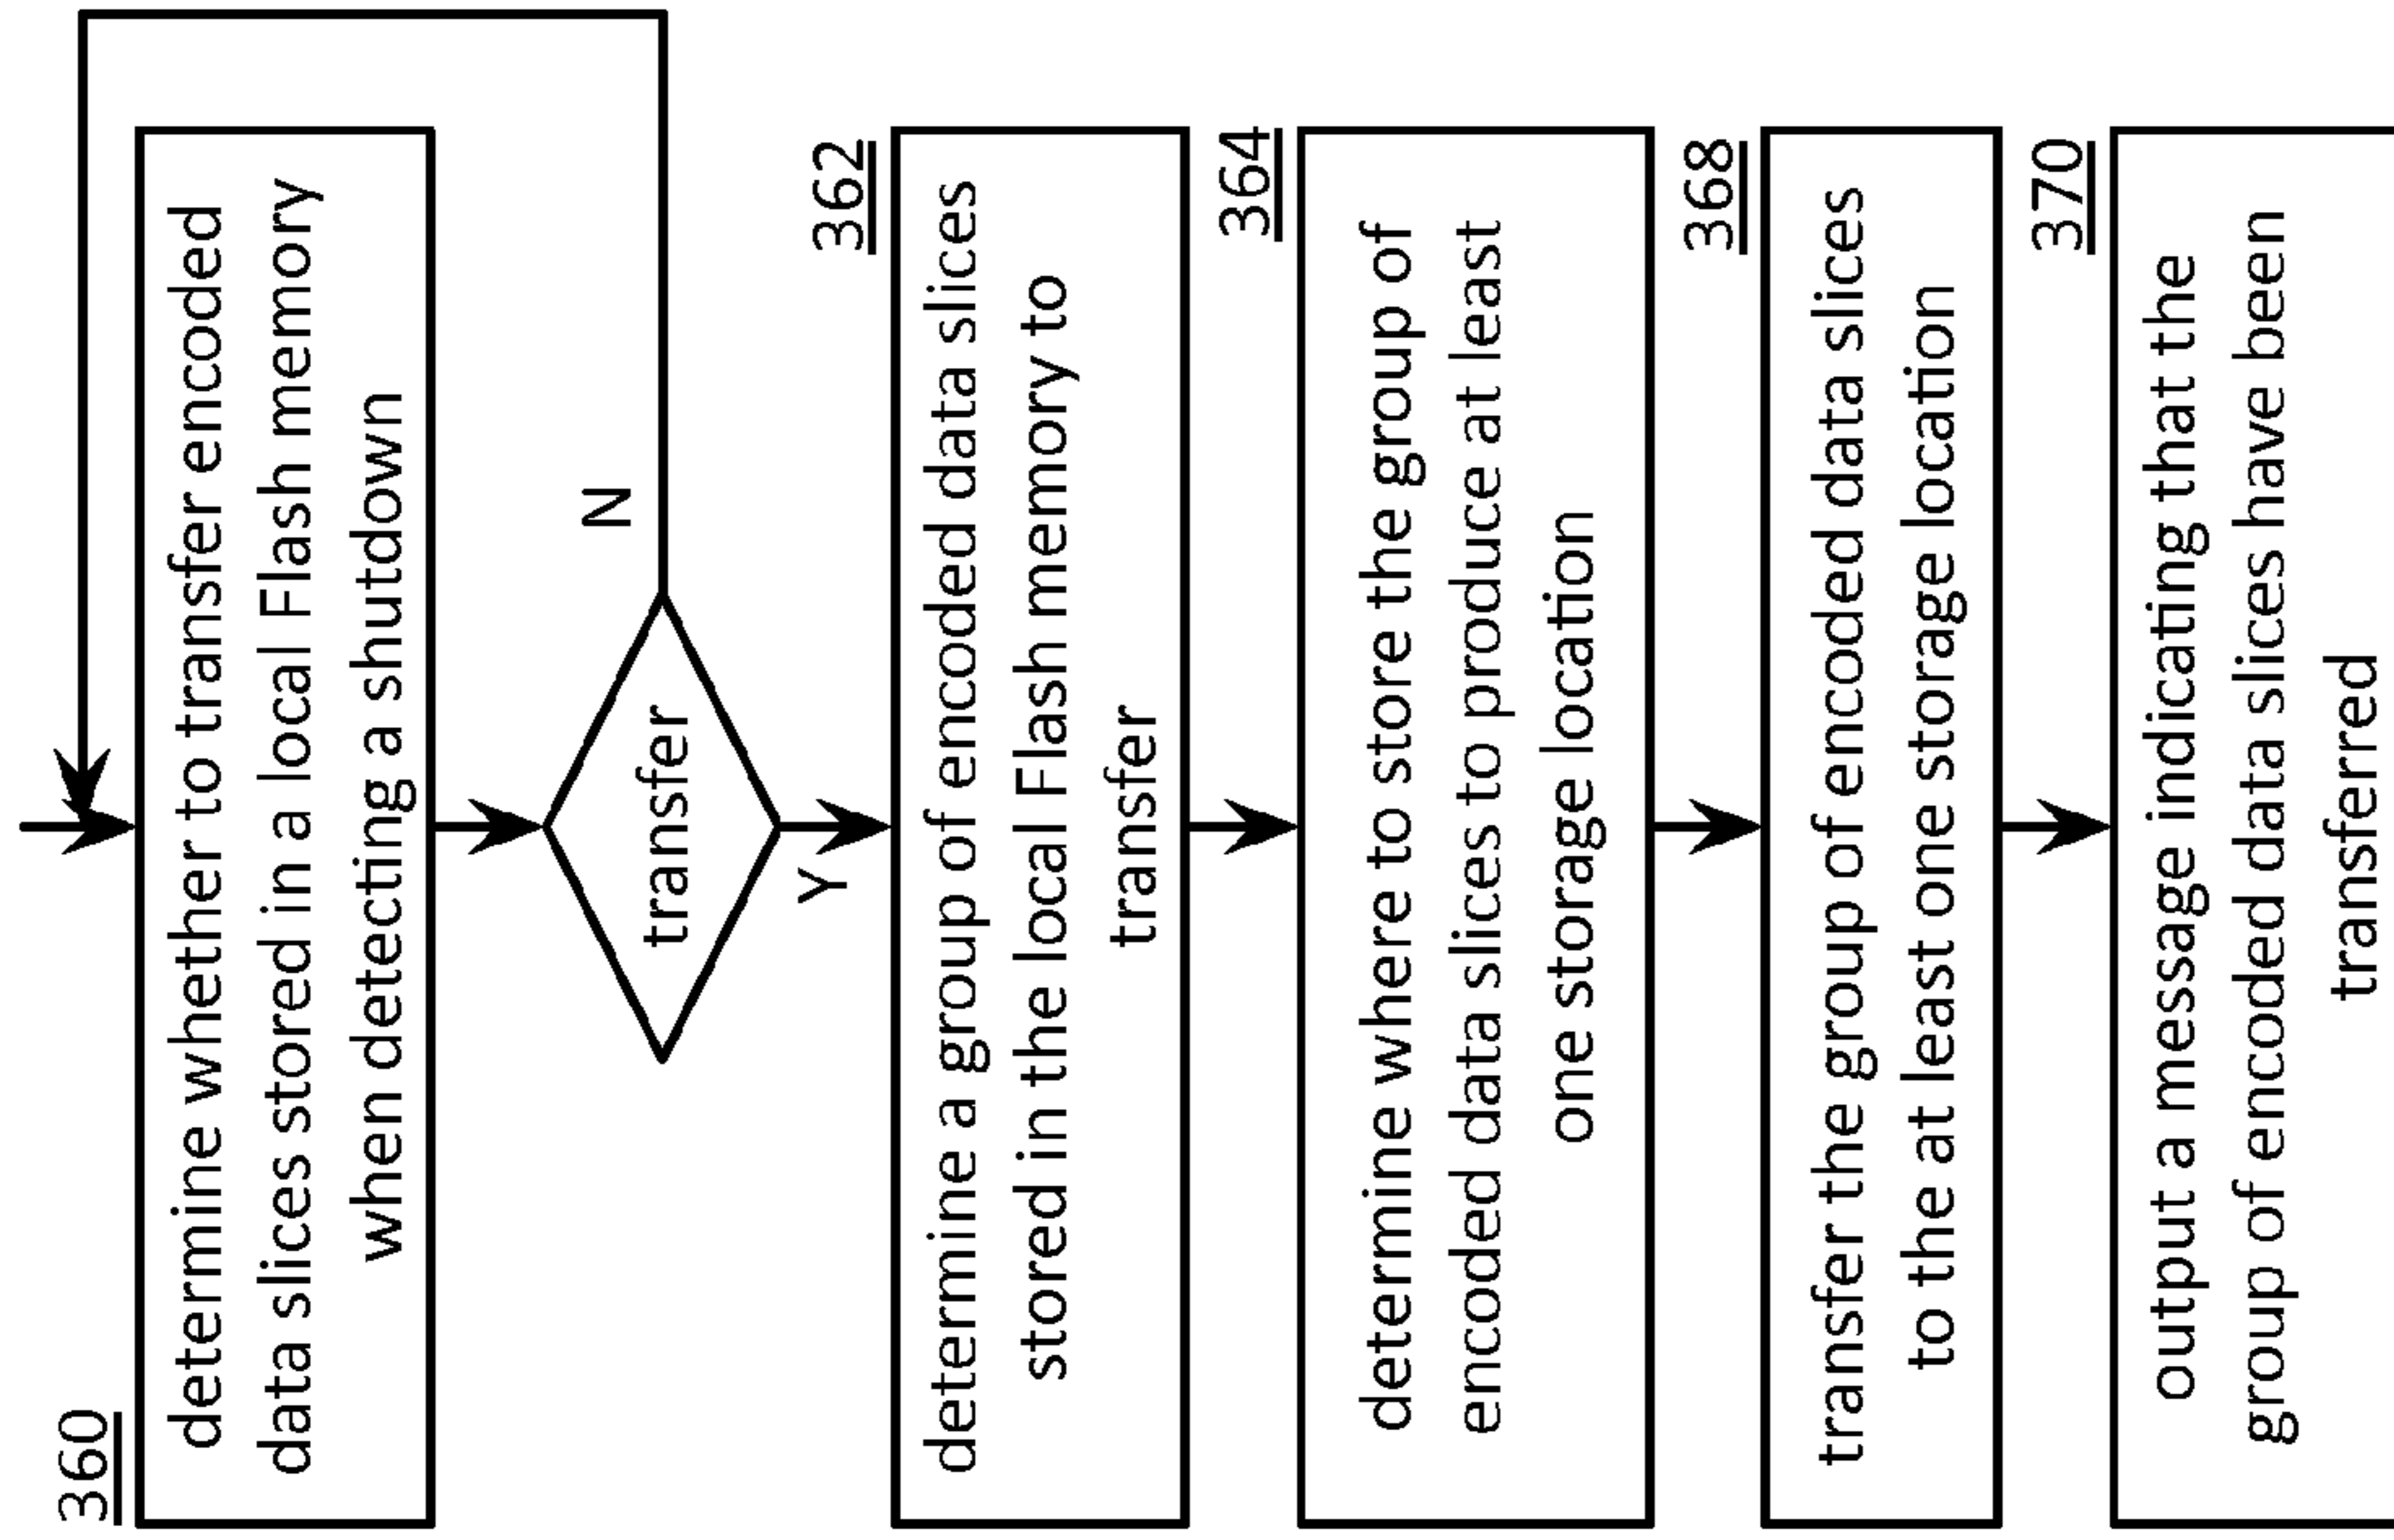 360
determine whether to transfer encoded
data slices stored in a local Flash memory
when detecting a shutdown
transfer
N
Y
362
determine a group of encoded data slices
stored in the local Flash memory to
transfer
364
determine where to store the group of
encoded data slices to produce at least
one storage location
368
transfer the group of encoded data slices
to the at least one storage location
370
output a message indicating that the
group of encoded data slices have been
transferred